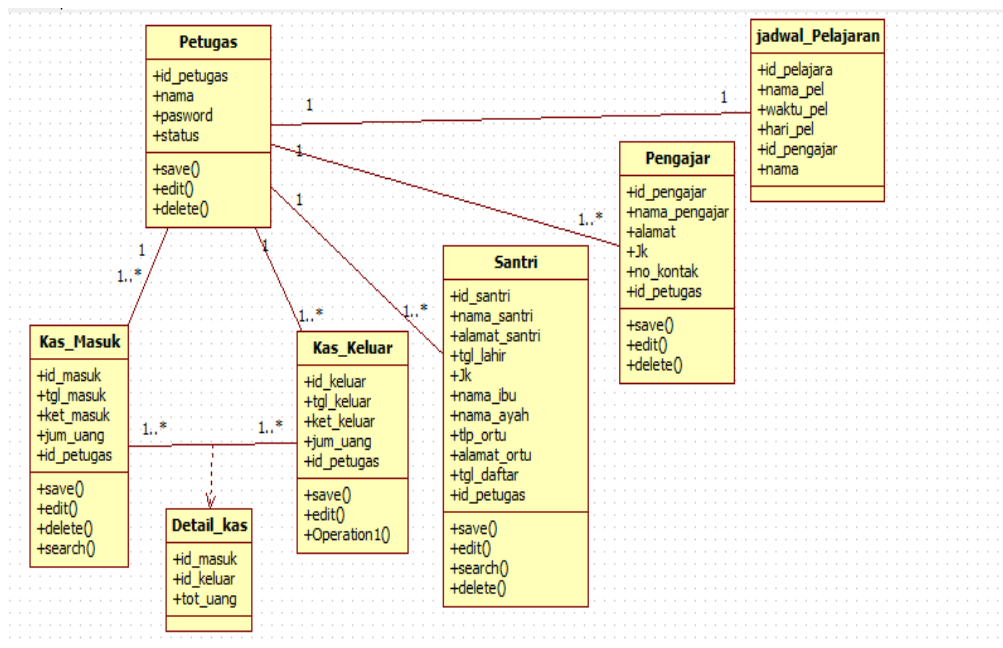 Petugas
+id_petugas
+nama
+pasword
+status
+save()
+edit()
+delete()
jadwal_Pelajaran
+id_pelajara
+nama_pel
+waktu_pel
+hari_pel
+id_pengajar
+nama
1
1
Pengajar
+id_pengajar
+nama_pengajar
+alamat
+Jk
+no_kontak
+id_petugas
+save()
+edit()
+delete()
1
1..*
Santri
+id_santri
+nama_santri
+alamat_santri
+tgl_lahir
+Jk
+nama_ibu
+nama_ayah
+tlp_ortu
+alamat_ortu
+tgl_daftar
+id_petugas
+save()
+edit()
+search()
+delete()
1
1..*
1
1..*
1
1..*
Kas_Masuk
+id_masuk
+tgl_masuk
+ket_masuk
+jum_uang
+id_petugas
+save()
+edit()
+delete()
+search()
1..*
1..*
Kas_Keluar
+id_keluar
+tgl_keluar
+ket_keluar
+jum_uang
+id_petugas
+save()
+edit()
+Operation1()
Detail_kas
+id_masuk
+id_keluar
+tot_uang